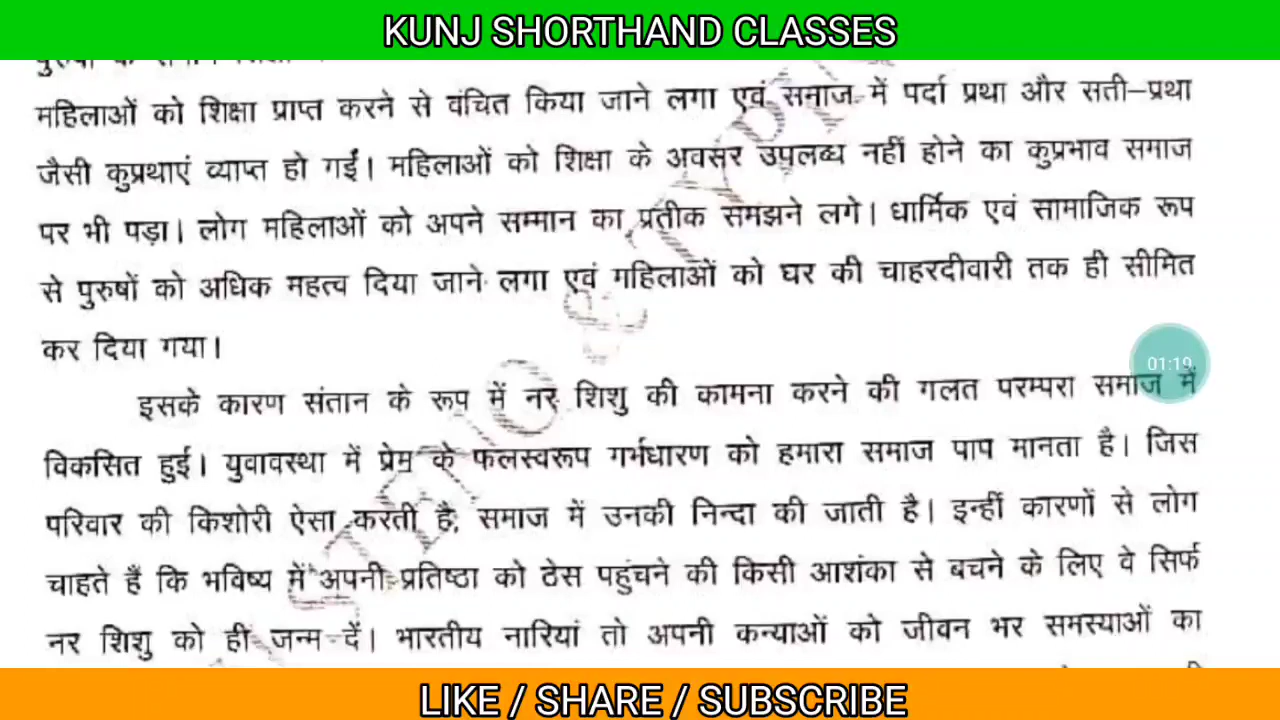 KUNJ SHORTHAND CLASSES
महिलाओं को शिक्षा प्राप्त करने से वंचित किया जाने लगा एवं समाज में पर्दा प्रथा और सती–प्रथा
जैसी कुप्रथाएं व्याप्त हो गईं। महिलाओं को शिक्षा के अवसर उपलब्ध नहीं होने का कुप्रभाव समाज
पर भी पड़ा। लोग महिलाओं को अपने सम्मान का प्रतीक समझने लगे। धार्मिक एवं सामाजिक रूप
से पुरुषों को अधिक महत्व दिया जाने लगा एवं महिलाओं को घर की चाहरदीवारी तक ही सीमित
कर दिया गया।
01:19
इसके कारण संतान के रूप में नर शिशु की कामना करने की गलत परम्परा समाज में
विकसित हुई। युवावस्था में प्रेम के फलस्वरूप गर्भधारण को हमारा समाज पाप मानता है। जिस
परिवार की किशोरी ऐसा करती है, समाज में उनकी निन्दा की जाती है। इन्हीं कारणों से लोग
चाहते हैं कि भविष्य में अपनी प्रतिष्ठा को ठेस पहुंचने की किसी आशंका से बचने के लिए वे सिर्फ
नर शिशु को ही जन्म दें। भारतीय नारियां तो अपनी कन्याओं को जीवन भर समस्याओं का
LIKE / SHARE / SUBSCRIBE